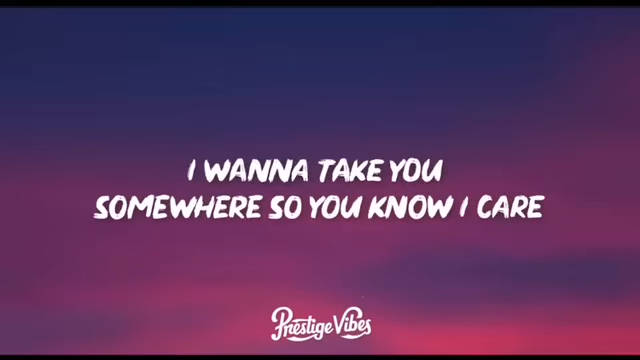 I WANNA TAKE YOU
SOMEWHERE SO YOU KNOW I CARE
Prestige Vibes